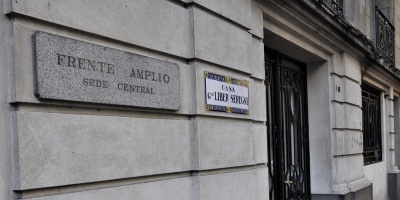 FRENTE AMPLIO
SEDE CENTRAL
CASA
Gral LIBER SEREGNI